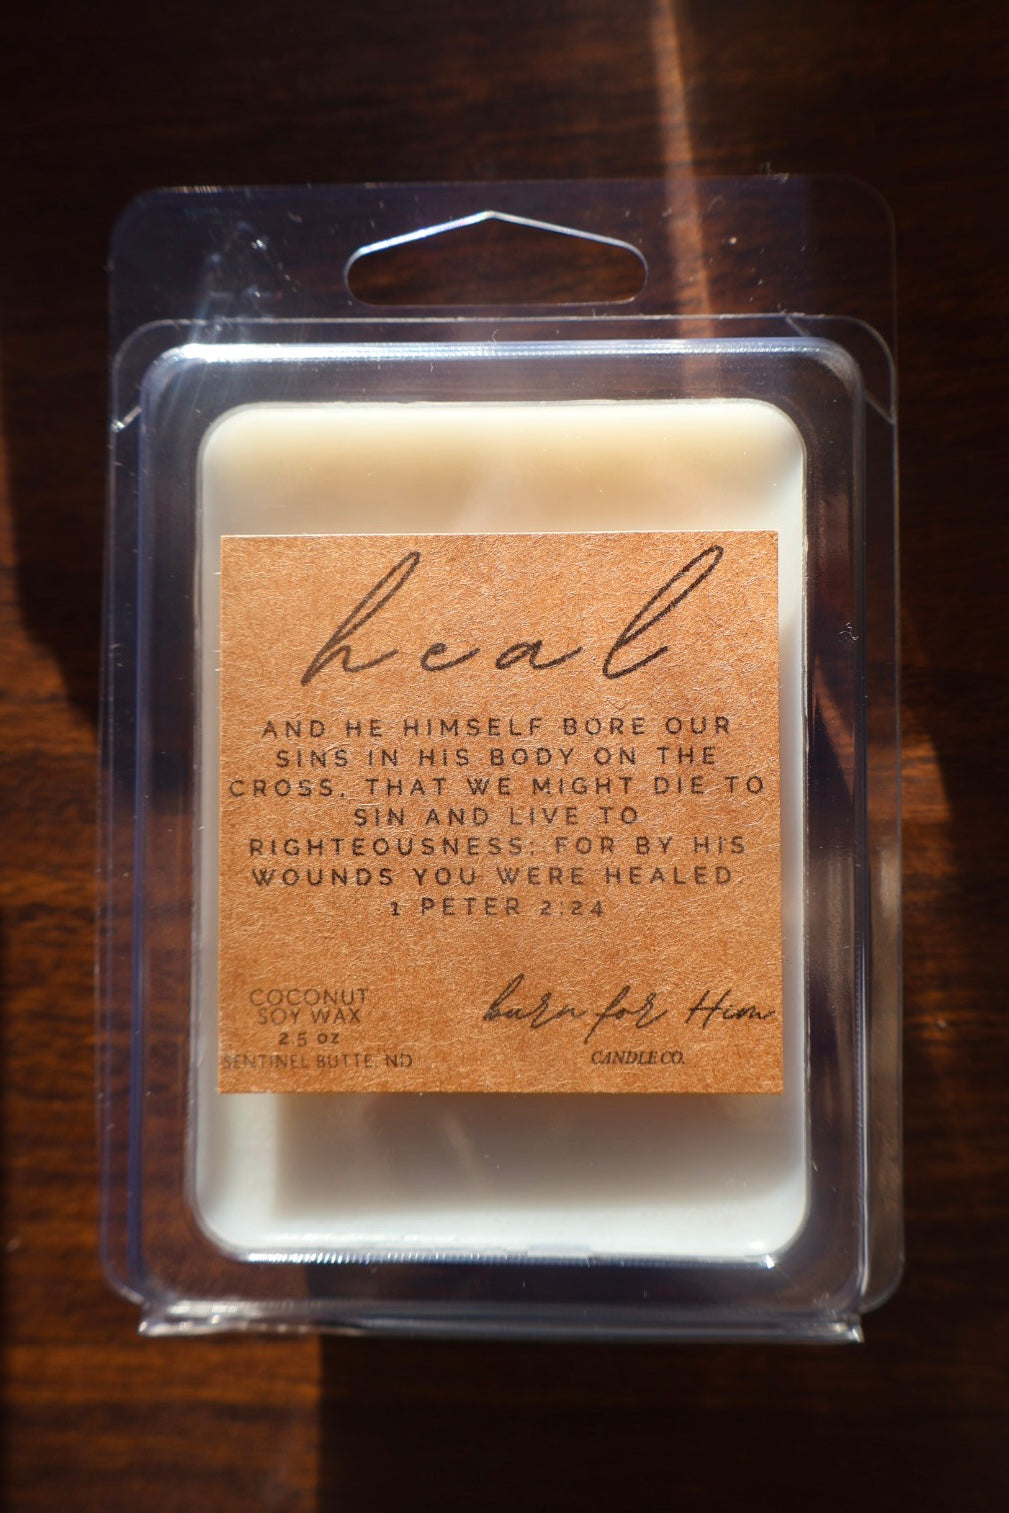 heal
AND HE HIMSELF BORE OUR
SINS IN HIS BODY ON THE
CROSS, THAT WE MIGHT DIE TO
SIN AND LIVE TO
RIGHTEOUSNESS; FOR BY HIS
WOUNDS YOU WERE HEALED
1 PETER 2:24
COCONUT
SOY WAX
2.5 oz
SENTINEL BUTTE, ND
burn for Him
CANDLE CO.